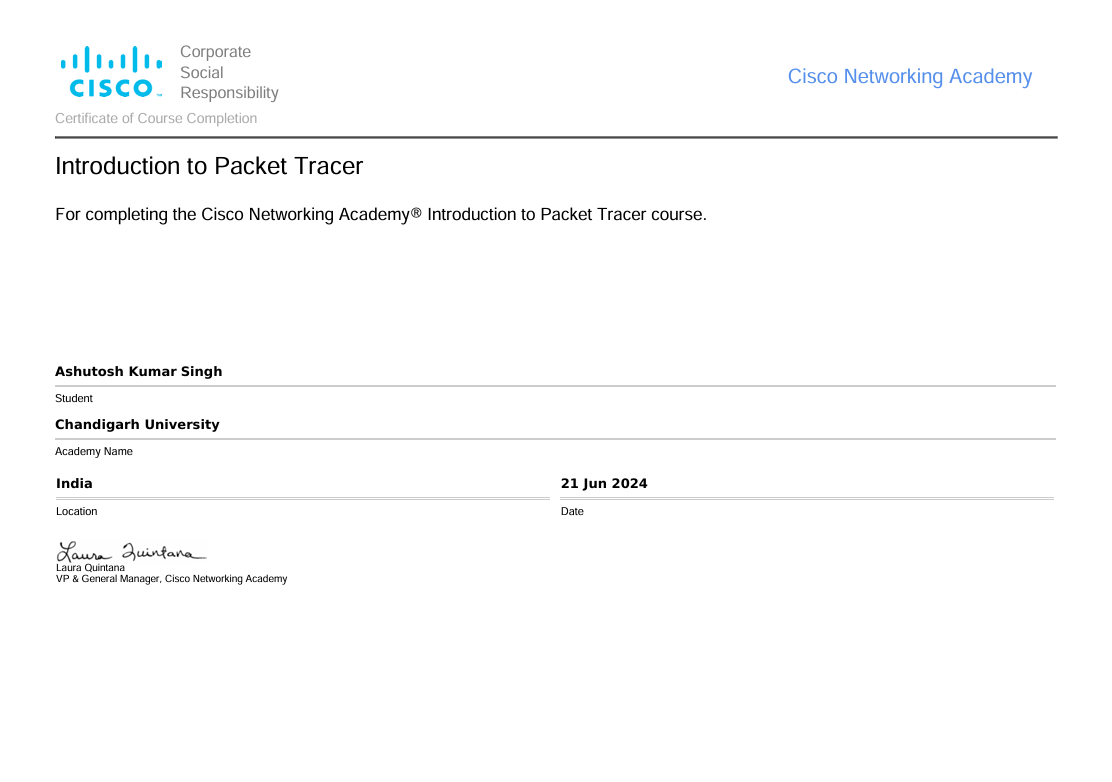 CISCO
Corporate
Social
Responsibility
Cisco Networking Academy
Certificate of Course Completion
Introduction to Packet Tracer
For completing the Cisco Networking Academy® Introduction to Packet Tracer course.
Ashutosh Kumar Singh
Student
Chandigarh University
Academy Name
India
21 Jun 2024
Location
Date
Laura Quintana
Laura Quintana
VP & General Manager, Cisco Networking Academy